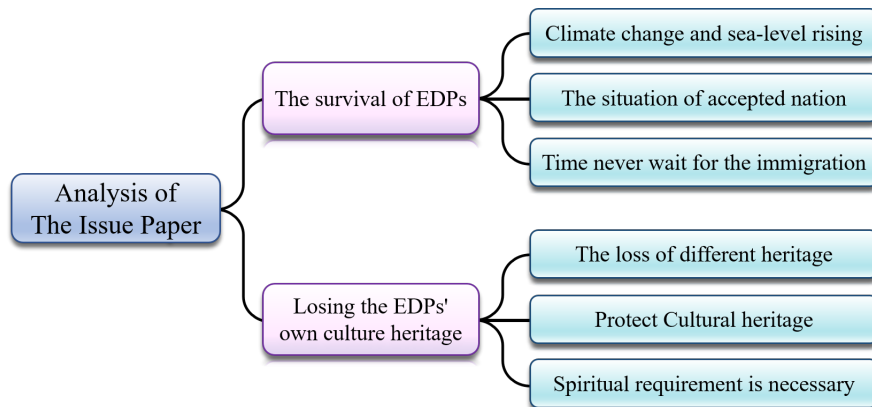 Analysis of
The Issue Paper
The survival of EDPs
Climate change and sea-level rising
The situation of accepted nation
Time never wait for the immigration
Losing the EDPs'
own culture heritage
The loss of different heritage
Protect Cultural heritage
Spiritual requirement is necessary